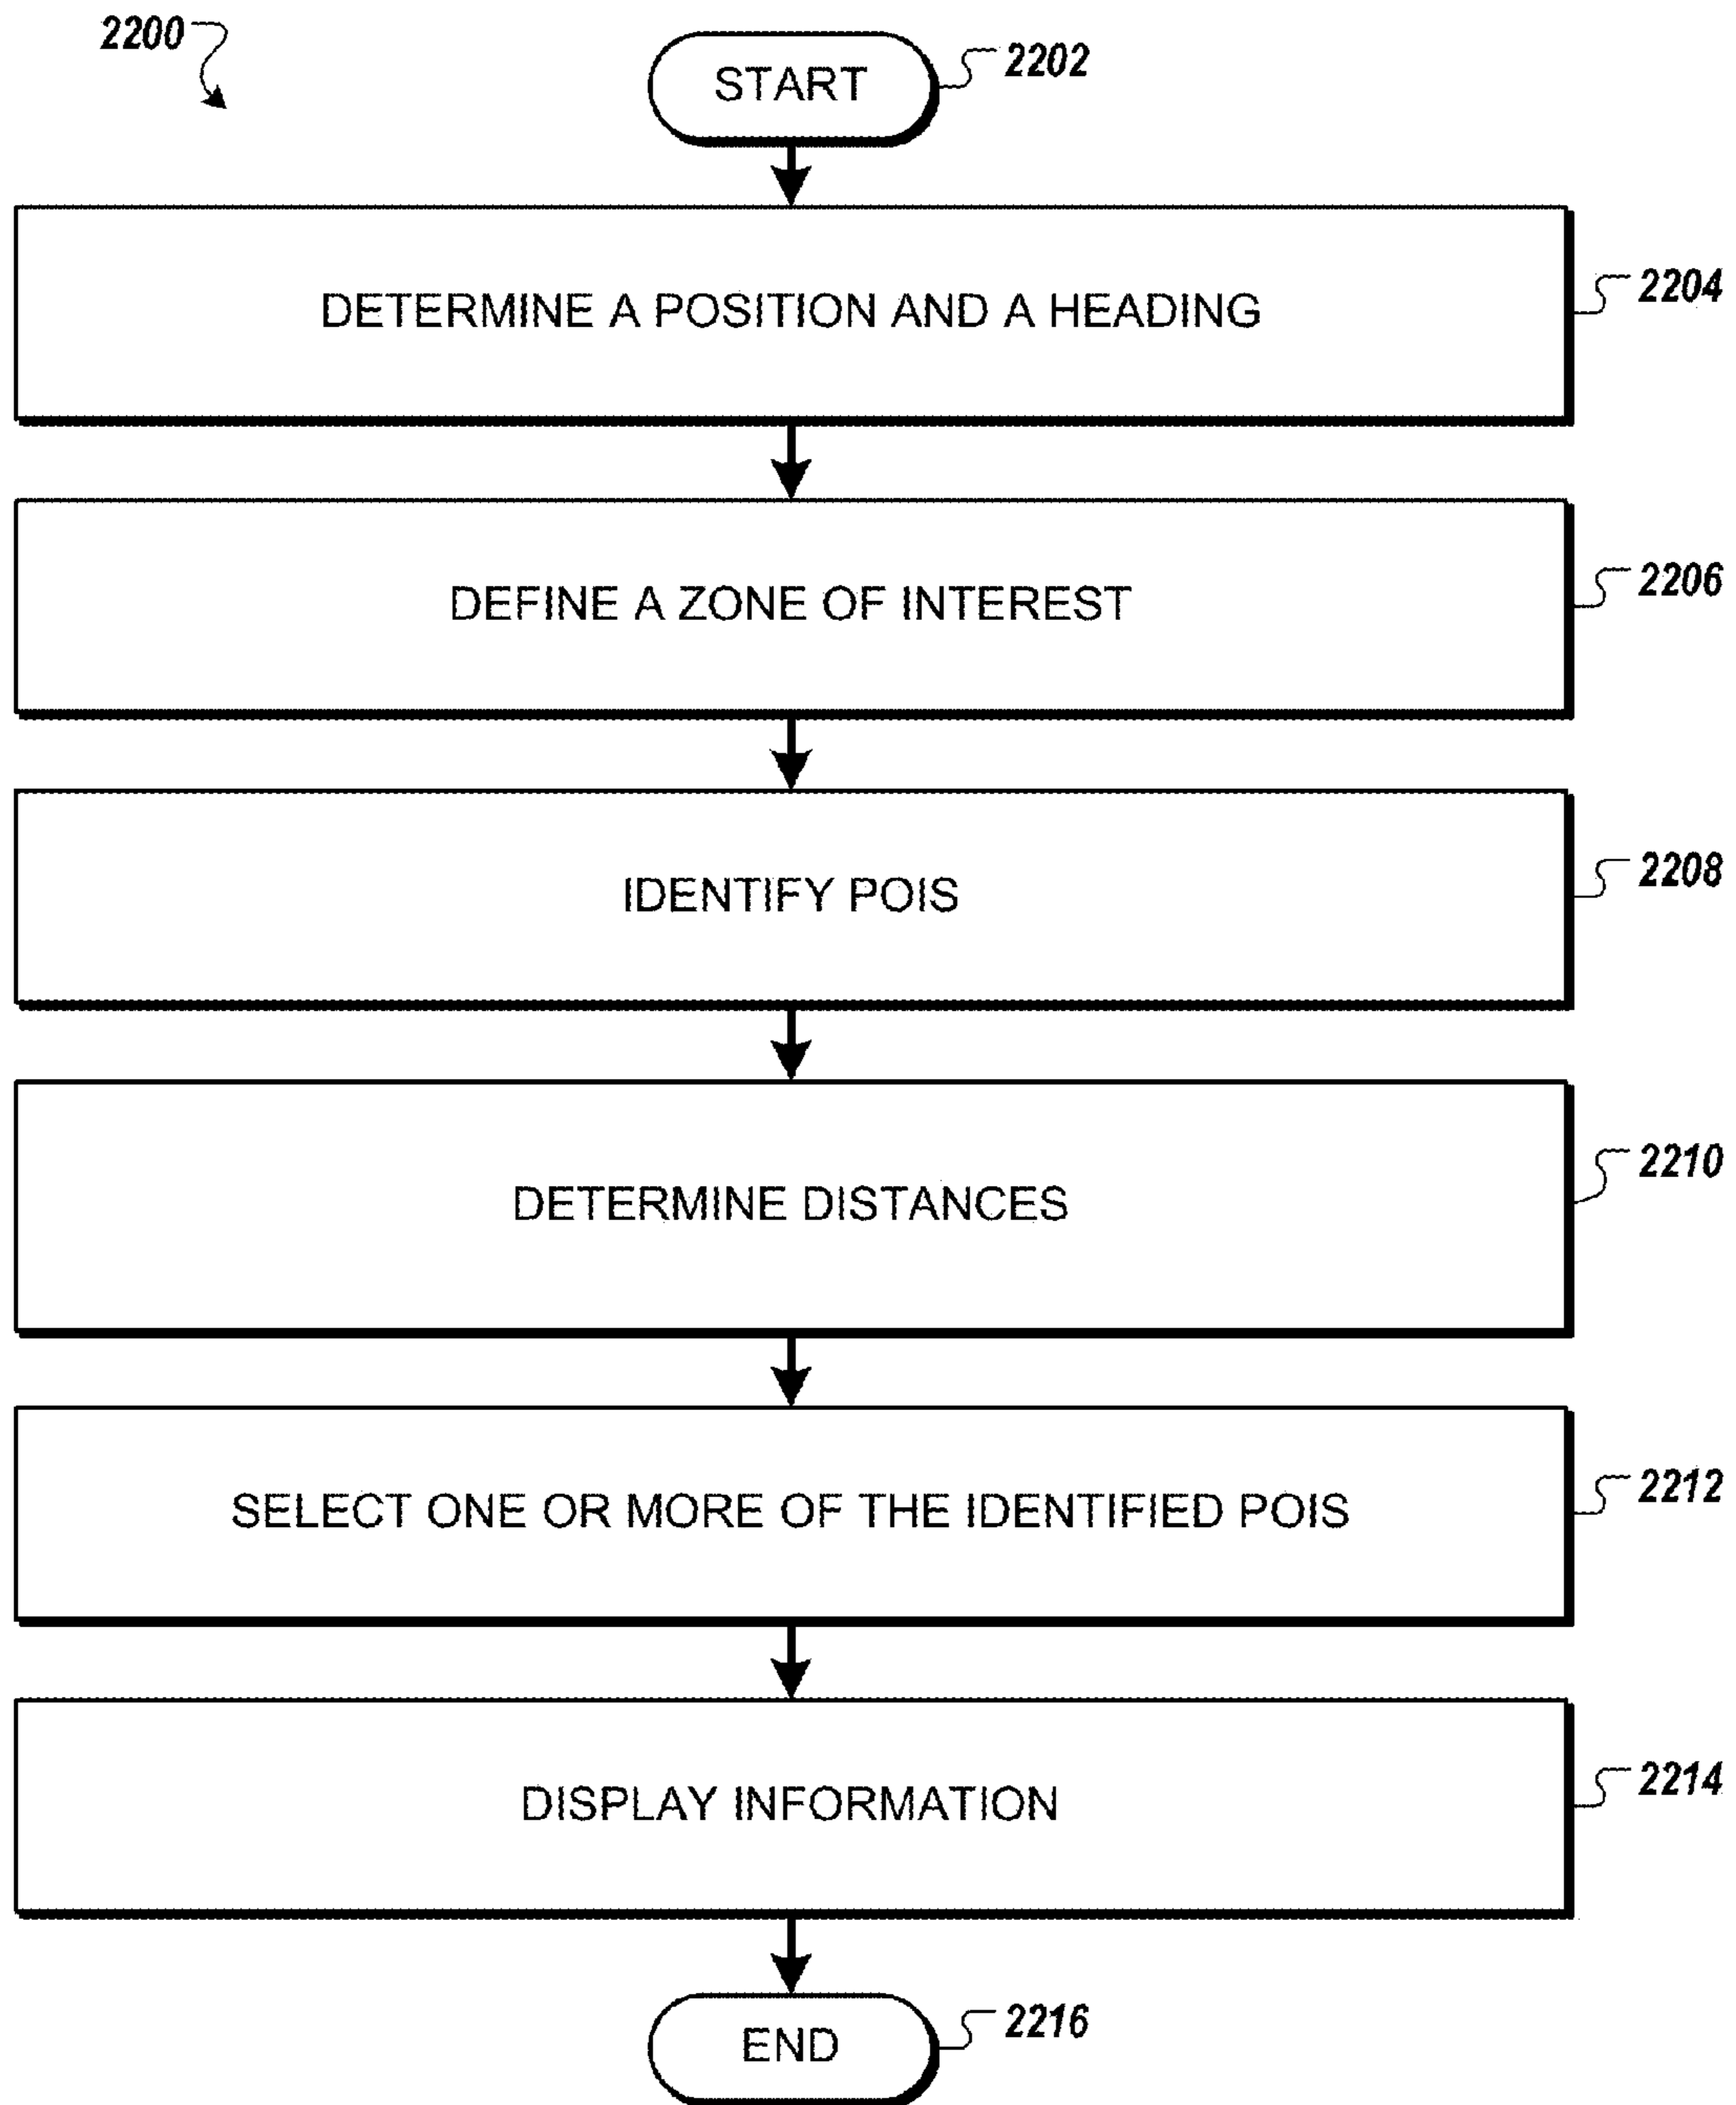 2200
START
2202
DETERMINE A POSITION AND A HEADING
2204
DEFINE A ZONE OF INTEREST
2206
IDENTIFY POIS
2208
DETERMINE DISTANCES
2210
SELECT ONE OR MORE OF THE IDENTIFIED POIS
2212
DISPLAY INFORMATION
2214
END
2216